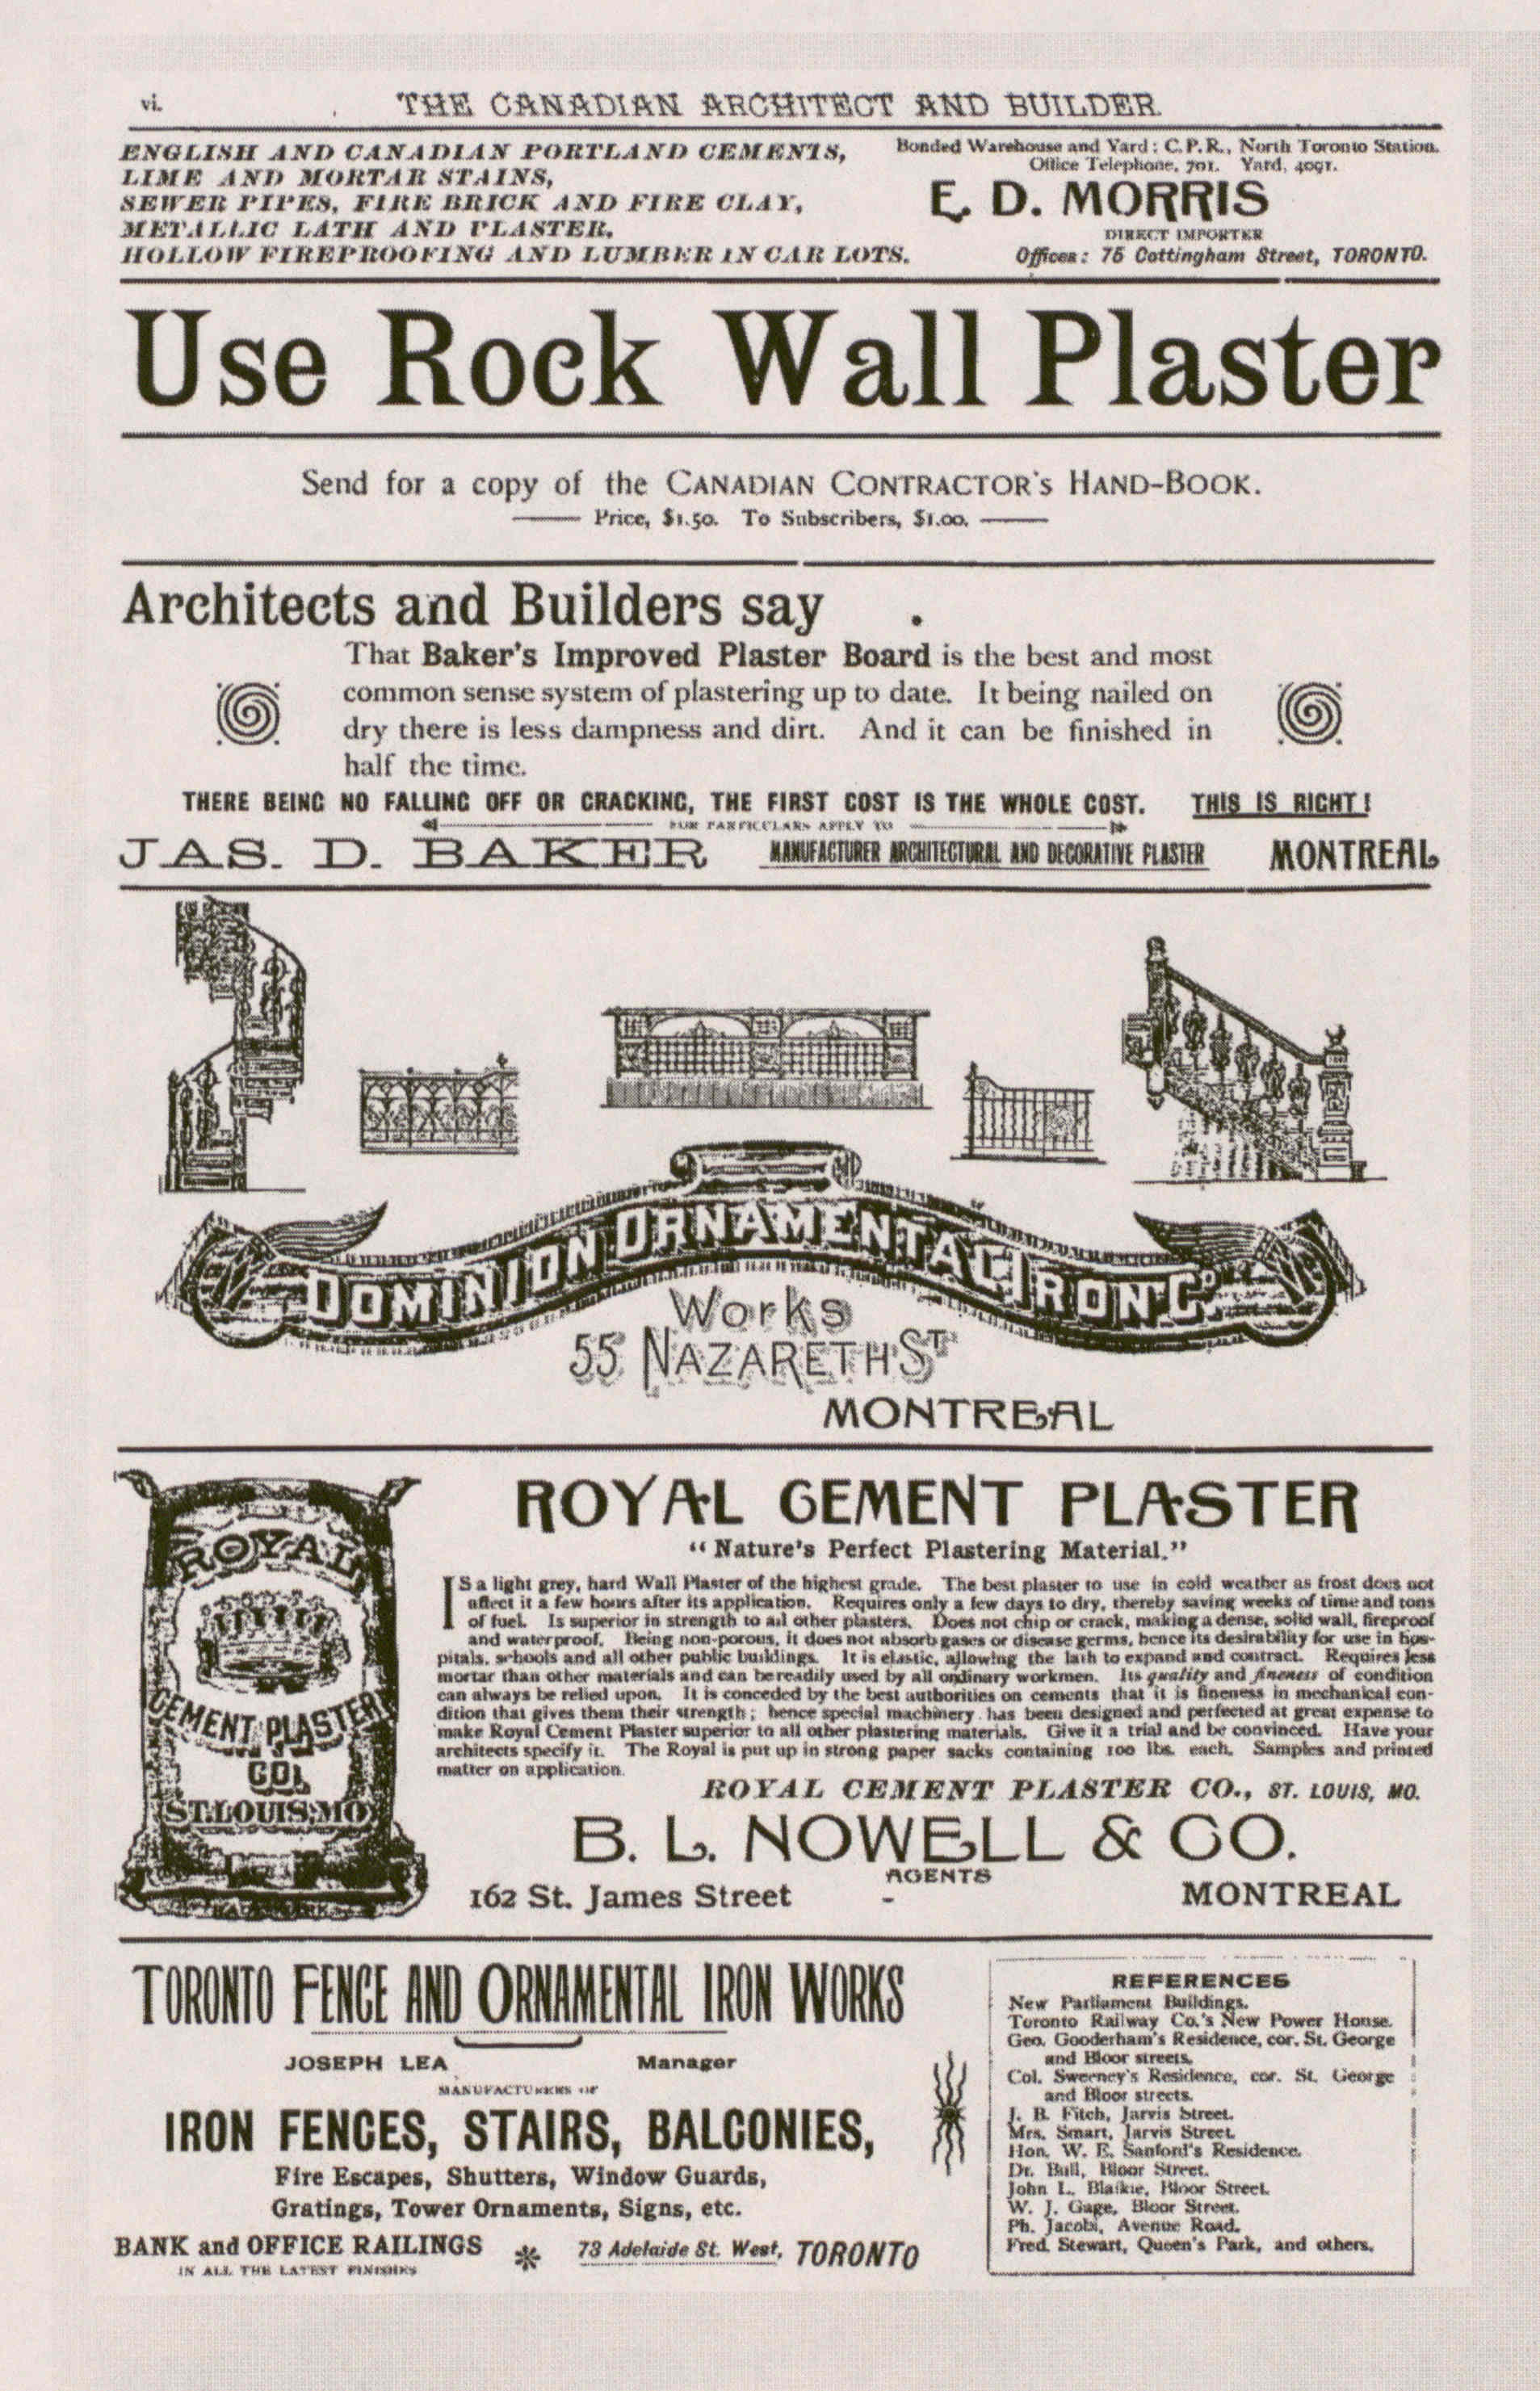 vi.
THE CANADIAN ARCHITECT AND BUILDER
ENGLISH AND CANADIAN PORTLAND CEMENTS,
LIME AND MORTAR STAINS,
SEWER PIPES, FIRE BRICK AND FIRE CLAY,
METALLIC LATH AND PLASTER,
HOLLOW FIREPROOFING AND LUMBER IN CAR LOTS.
Bonded Warehouse and Yard: C. P. R., North Toronto Station.
Office Telephone, 701. Yard, 4091.
E. D. MORRIS
DIRECT IMPORTER
Offices: 75 Cottingham Street, TORONTO.
Use Rock Wall Plaster
Send for a copy of the CANADIAN CONTRACTOR'S HAND-BOOK.
Price, $1.50. To Subscribers, $1.00.
Architects and Builders say
That Baker's Improved Plaster Board is the best and most
common sense system of plastering up to date. It being nailed on
dry there is less dampness and dirt. And it can be finished in
half the time.
THERE BEING NO FALLING OFF OR CRACKING, THE FIRST COST IS THE WHOLE COST. THIS IS RIGHT!
FOR PARTICULARS APPLY TO
JAS. D. BAKER MANUFACTURER ARCHITECTURAL AND DECORATIVE PLASTER MONTREAL
DOMINION ORNAMENTAL IRON Co
Works
55 NAZARETH ST
MONTREAL
ROYAL
CEMENT PLASTER
CO.
ST. LOUIS, MO
ROYAL CEMENT PLASTER
"Nature's Perfect Plastering Material."
IS a light grey, hard Wall Plaster of the highest grade. The best plaster to use in cold weather as frost does not
affect it a few hours after its application. Requires only a few days to dry, thereby saving weeks of time and tons
of fuel. Is superior in strength to all other plasters. Does not chip or crack, making a dense, solid wall, fireproof
and waterproof. Being non-porous, it does not absorb gases or disease germs, hence its desirability for use in hos-
pitals, schools and all other public buildings. It is elastic, allowing the lath to expand and contract. Requires less
mortar than other materials and can be readily used by all ordinary workmen. Its quality and fineness of condition
can always be relied upon. It is conceded by the best authorities on cements that it is fineness in mechanical con-
dition that gives them their strength; hence special machinery has been designed and perfected at great expense to
make Royal Cement Plaster superior to all other plastering materials. Give it a trial and be convinced. Have your
architects specify it. The Royal is put up in strong paper sacks containing 100 lbs. each. Samples and printed
matter on application.
ROYAL CEMENT PLASTER CO., ST. LOUIS, MO.
B. L. NOWELL & CO.
AGENTS
162 St. James Street - MONTREAL
TORONTO FENCE AND ORNAMENTAL IRON WORKS
JOSEPH LEA Manager
MANUFACTURERS OF
IRON FENCES, STAIRS, BALCONIES,
Fire Escapes, Shutters, Window Guards,
Gratings, Tower Ornaments, Signs, etc.
BANK and OFFICE RAILINGS
IN ALL THE LATEST FINISHES
73 Adelaide St. West, TORONTO
REFERENCES
New Parliament Buildings.
Toronto Railway Co.'s New Power House.
Geo. Gooderham's Residence, cor. St. George
and Bloor streets.
Col. Sweeney's Residence, cor. St. George
and Bloor streets.
J. B. Fitch, Jarvis Street.
Mrs. Smart, Jarvis Street.
Hon. W. E. Sanford's Residence.
Dr. Bull, Bloor Street.
John L. Blaikie, Bloor Street.
W. J. Gage, Bloor Street.
Ph. Jacobi, Avenue Road.
Fred. Stewart, Queen's Park, and others.